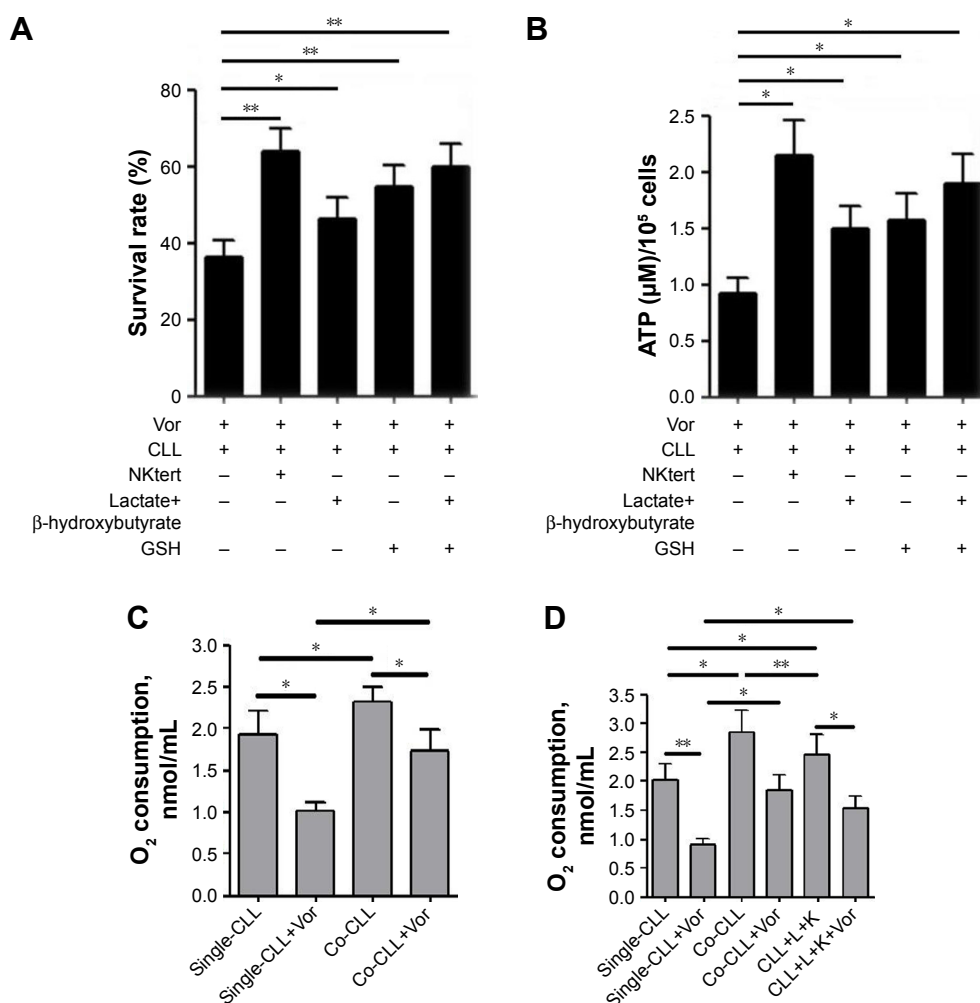 A
**
**
*
**
80
60
40
20
0
Survival rate (%)
Vor + + + + +
CLL + + + + +
NKtert – + – – –
Lactate+ – – + – +
β-hydroxybutyrate
GSH – – – + +
B
*
*
*
*
2.5
2.0
1.5
1.0
0.5
0.0
ATP (µM)/10⁵ cells
Vor + + + + +
CLL + + + + +
NKtert – + – – –
Lactate+ – – + – +
β-hydroxybutyrate
GSH – – – + +
C
*
*
*
*
3.0
2.5
2.0
1.5
1.0
0.5
0.0
O₂ consumption,
nmol/mL
Single-CLL
Single-CLL+Vor
Co-CLL
Co-CLL+Vor
D
*
*
* **
*
** *
3.5
3.0
2.5
2.0
1.5
1.0
0.5
0.0
O₂ consumption,
nmol/mL
Single-CLL
Single-CLL+Vor
Co-CLL
Co-CLL+Vor
CLL+L+K
CLL+L+K+Vor